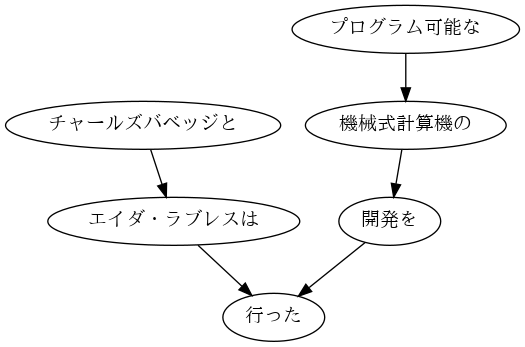 プログラム可能な
チャールズバベッジと
機械式計算機の
エイダ・ラブレスは
開発を
行った